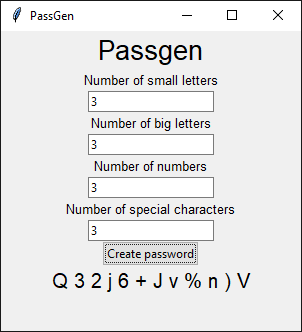 PassGen
Passgen
Number of small letters
3
Number of big letters
3
Number of numbers
3
Number of special characters
3
Create password
Q 3 2 j 6 + J v % n ) V